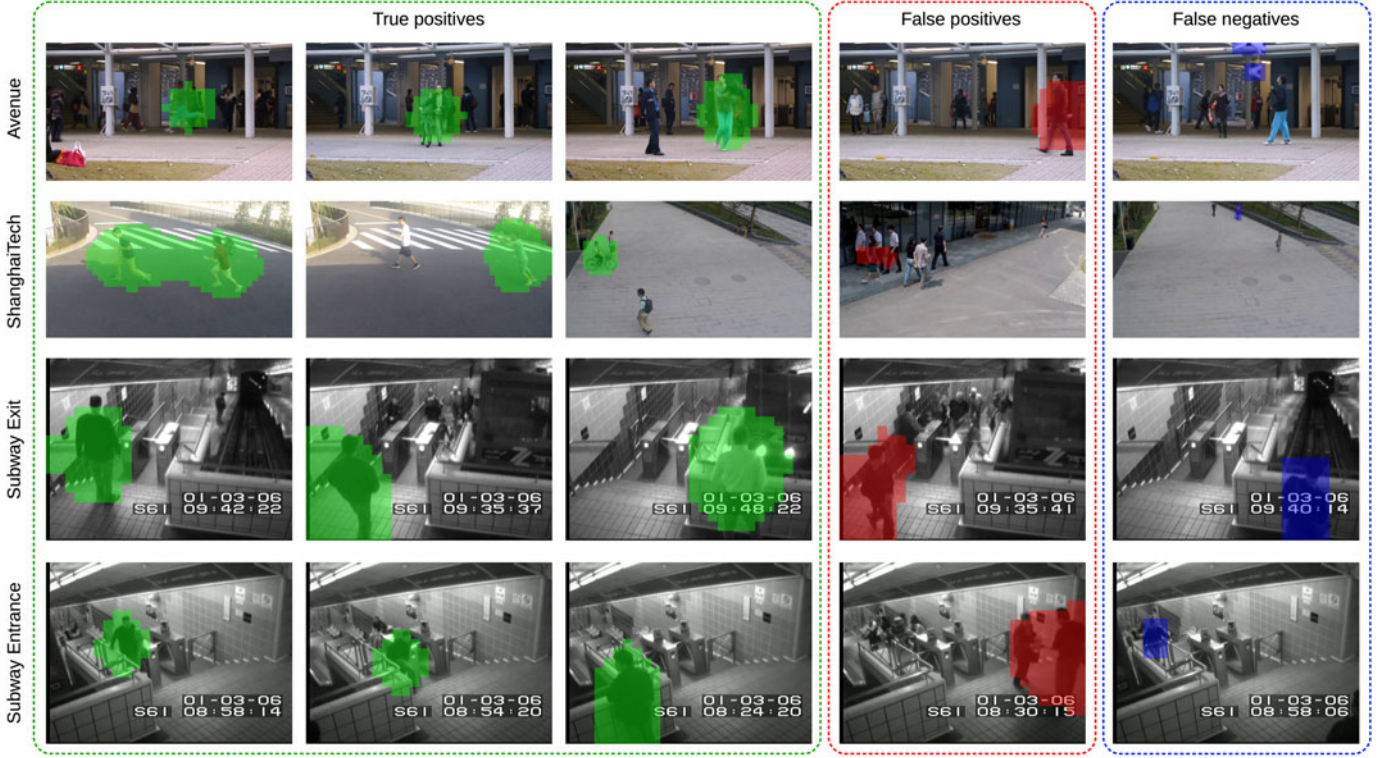 True positives
False positives
False negatives
Avenue
ShanghaiTech
Subway Exit
01-03-06
S61 09:42:22
01-03-06
S61 09:35:37
01-03-06
S61 09:48:22
01-03-06
S61 09:35:41
01-03-06
S61 09:40:14
Subway Entrance
01-03-06
S61 08:58:14
01-03-06
S61 08:54:20
01-03-06
S61 08:24:20
01-03-06
S61 08:30:15
01-03-06
S61 08:58:06